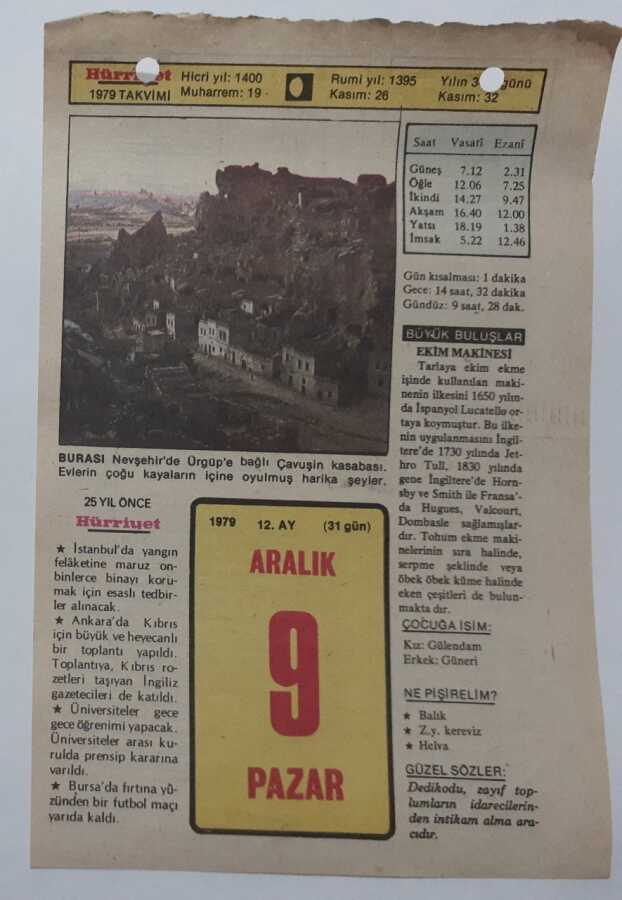 Hürriyet
1979 TAKVİMİ
Hicri yıl: 1400
Muharrem: 19
Rumi yıl: 1395
Kasım: 26
Yılın günü
Kasım: 32
Saat Vasatî Ezanî
Güneş 7.12 2.31
Öğle 12.06 7.25
İkindi 14.27 9.47
Akşam 16.40 12.00
Yatsı 18.19 1.38
İmsak 5.22 12.46
Gün kısalması: 1 dakika
Gece: 14 saat, 32 dakika
Gündüz: 9 saat, 28 dak.
BURASI Nevşehir'de Ürgüp'e bağlı Çavuşin kasabası.
Evlerin çoğu kayaların içine oyulmuş harika şeyler.
BÜYÜK BULUŞLAR
EKİM MAKİNESİ
Tarlaya ekim ekme
işinde kullanılan maki-
nenin ilkesini 1650 yılın-
da İspanyol Lucatello or-
taya koymuştur. Bu ilke-
nin uygulanmasını İngil-
tere'de 1730 yılında Jet-
hro Tull, 1830 yılında
gene İngiltere'de Horn-
sby ve Smith ile Fransa'-
da Hugues, Valcourt,
Dombasle sağlamışlar-
dır. Tohum ekme maki-
nelerinin sıra halinde,
serpme şeklinde veya
öbek öbek küme halinde
eken çeşitleri de bulun-
makta dır.
25 YIL ÖNCE
Hürriyet
★ İstanbul'da yangın
felâketine maruz on-
binlerce binayı koru-
mak için esaslı tedbir-
ler alınacak.
★ Ankara'da Kıbrıs
için büyük ve heyecanlı
bir toplantı yapıldı.
Toplantıya, Kıbrıs ro-
zetleri taşıyan İngiliz
gazetecileri de katıldı.
★ Üniversiteler gece
gece öğrenimi yapacak.
Üniversiteler arası ku-
rulda prensip kararına
varıldı.
★ Bursa'da fırtına yü-
zünden bir futbol maçı
yarıda kaldı.
1979 12. AY (31 gün)
ARALIK
9
PAZAR
ÇOCUĞA İSİM:
Kız: Gülendam
Erkek: Güneri
NE PİŞİRELİM?
★ Balık
★ Z.y. kereviz
★ Helva
GÜZEL SÖZLER:
Dedikodu, zayıf top-
lumların idarecilerin-
den intikam alma ara-
cıdır.